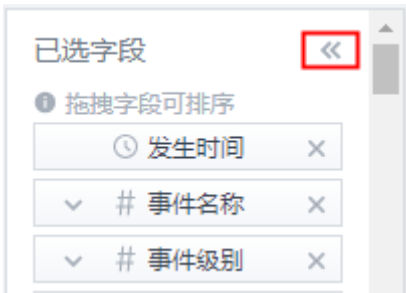 已选字段 «
拖拽字段可排序
发生时间 ×
# 事件名称 ×
# 事件级别 ×